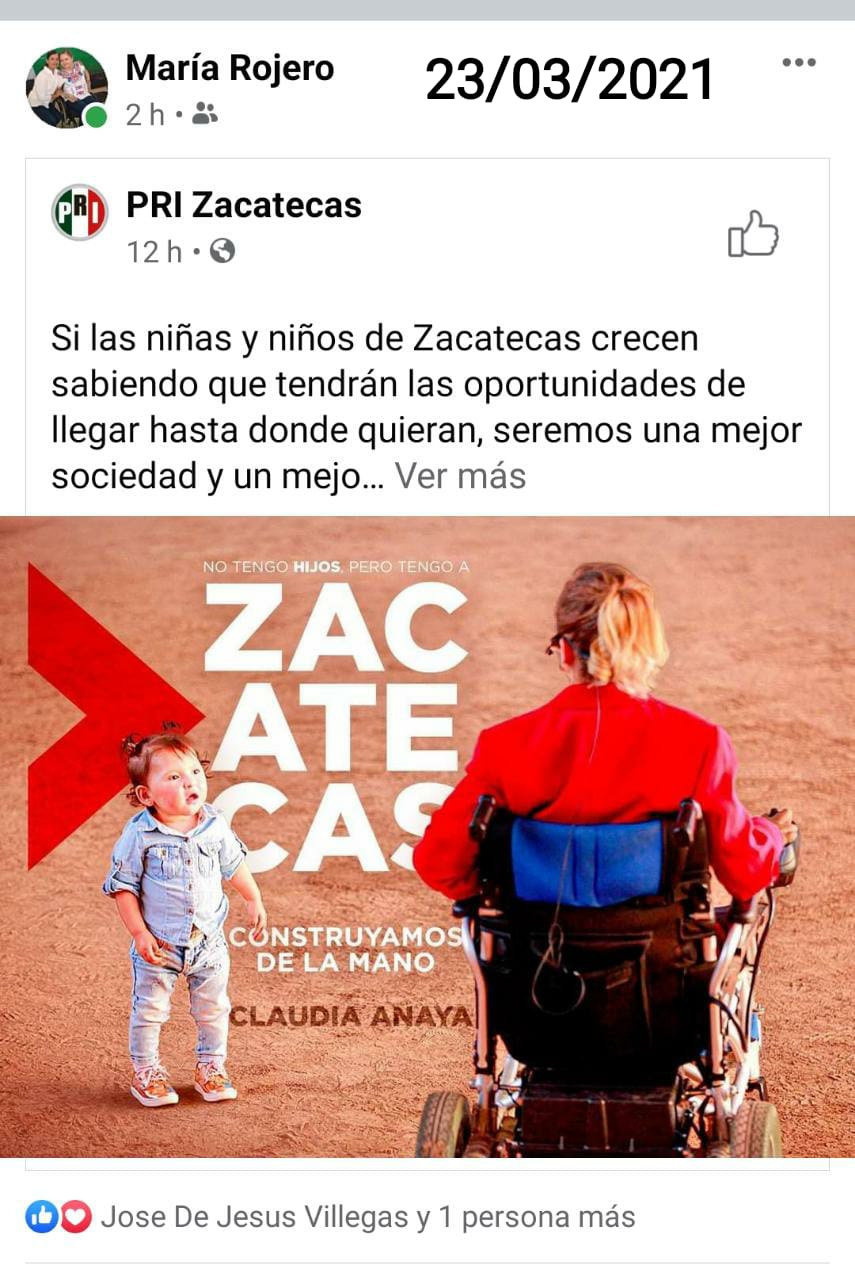 María Rojero
23/03/2021
2 h
PRI
PRI Zacatecas
12 h
Si las niñas y niños de Zacatecas crecen
sabiendo que tendrán las oportunidades de
llegar hasta donde quieran, seremos una mejor
sociedad y un mejo... Ver más
NO TENGO HIJOS, PERO TENGO A
ZAC
ATE
CAS
CONSTRUYAMOS
DE LA MANO
CLAUDIA ANAYA
Jose De Jesus Villegas y 1 persona más